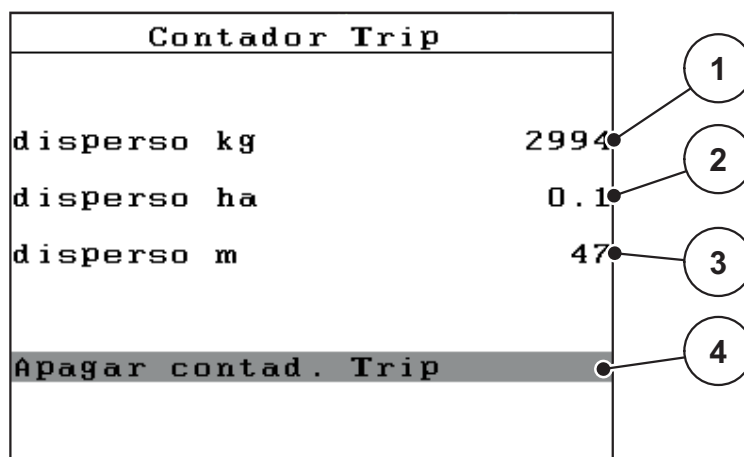 Contador Trip
1
disperso kg 2994
2
disperso ha 0.1
disperso m 47
3
4
Apagar contad. Trip